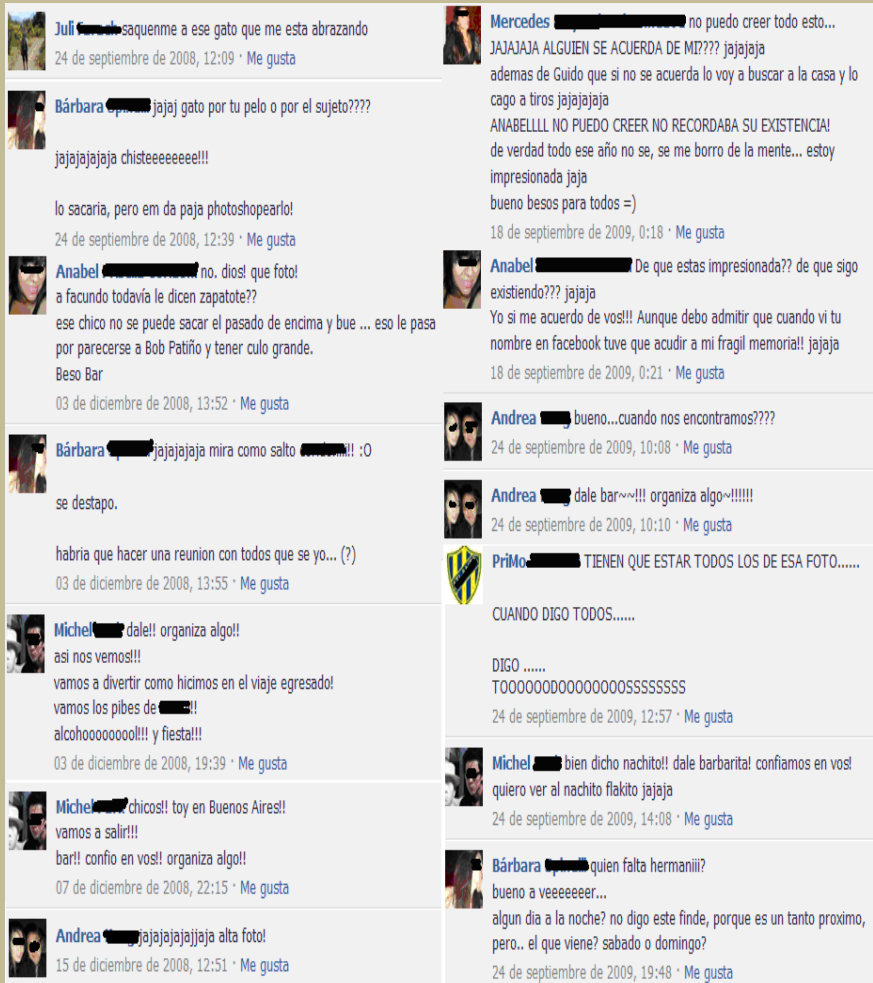 Juli saquenme a ese gato que me esta abrazando
24 de septiembre de 2008, 12:09 · Me gusta
Bárbara jajaj gato por tu pelo o por el sujeto????
jajajajajaja chisteeeeeeee!!!
lo sacaria, pero em da paja photoshopearlo!
24 de septiembre de 2008, 12:39 · Me gusta
Anabel no. dios! que foto!
a facundo todavía le dicen zapatote??
ese chico no se puede sacar el pasado de encima y bue ... eso le pasa
por parecerse a Bob Patiño y tener culo grande.
Beso Bar
03 de diciembre de 2008, 13:52 · Me gusta
Bárbara jajajajaja mira como salto !! :O
se destapo.
habria que hacer una reunion con todos que se yo... (?)
03 de diciembre de 2008, 13:55 · Me gusta
Michel dale!! organiza algo!!
asi nos vemos!!!
vamos a divertir como hicimos en el viaje egresado!
vamos los pibes de !!
alcohoooooool!!! y fiesta!!!
03 de diciembre de 2008, 19:39 · Me gusta
Michel chicos!! toy en Buenos Aires!!
vamos a salir!!!
bar!! confio en vos!! organiza algo!!
07 de diciembre de 2008, 22:15 · Me gusta
Andrea jajajajajajjaja alta foto!
15 de diciembre de 2008, 12:51 · Me gusta
Mercedes no puedo creer todo esto...
JAJAJAJA ALGUIEN SE ACUERDA DE MI???? jajajaja
ademas de Guido que si no se acuerda lo voy a buscar a la casa y lo
cago a tiros jajajajaja
ANABELLLL NO PUEDO CREER NO RECORDABA SU EXISTENCIA!
de verdad todo ese año no se, se me borro de la mente... estoy
impresionada jaja
bueno besos para todos =)
18 de septiembre de 2009, 0:18 · Me gusta
Anabel De que estas impresionada?? de que sigo
existiendo??? jajaja
Yo si me acuerdo de vos!!! Aunque debo admitir que cuando vi tu
nombre en facebook tuve que acudir a mi fragil memoria!! jajaja
18 de septiembre de 2009, 0:21 · Me gusta
Andrea bueno...cuando nos encontramos????
24 de septiembre de 2009, 10:08 · Me gusta
Andrea dale bar~~!!! organiza algo~!!!!!!
24 de septiembre de 2009, 10:10 · Me gusta
PriMo TIENEN QUE ESTAR TODOS LOS DE ESA FOTO......
CUANDO DIGO TODOS......
DIGO ......
TOOOOOODOOOOOOOOSSSSSSSS
24 de septiembre de 2009, 12:57 · Me gusta
Michel bien dicho nachito!! dale barbarita! confiamos en vos!
quiero ver al nachito flakito jajaja
24 de septiembre de 2009, 14:08 · Me gusta
Bárbara quien falta hermaniii?
bueno a veeeeeeer...
algun dia a la noche? no digo este finde, porque es un tanto proximo,
pero.. el que viene? sabado o domingo?
24 de septiembre de 2009, 19:48 · Me gusta